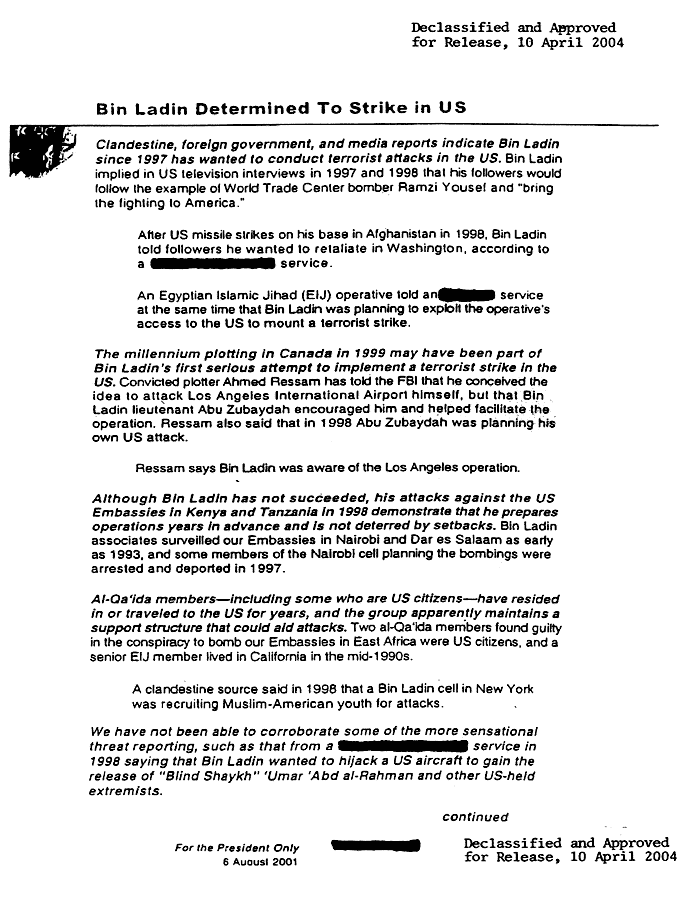 Declassified and Approved
for Release, 10 April 2004
Bin Ladin Determined To Strike in US
Clandestine, foreign government, and media reports indicate Bin Ladin
since 1997 has wanted to conduct terrorist attacks in the US. Bin Ladin
implied in US television interviews in 1997 and 1998 that his followers would
follow the example of World Trade Center bomber Ramzi Yousef and "bring
the fighting to America."
After US missile strikes on his base in Afghanistan in 1998, Bin Ladin
told followers he wanted to retaliate in Washington, according to
a service.
An Egyptian Islamic Jihad (EIJ) operative told an service
at the same time that Bin Ladin was planning to exploit the operative's
access to the US to mount a terrorist strike.
The millennium plotting in Canada in 1999 may have been part of
Bin Ladin's first serious attempt to implement a terrorist strike in the
US. Convicted plotter Ahmed Ressam has told the FBI that he conceived the
idea to attack Los Angeles International Airport himself, but that Bin
Ladin lieutenant Abu Zubaydah encouraged him and helped facilitate the
operation. Ressam also said that in 1998 Abu Zubaydah was planning his
own US attack.
Ressam says Bin Ladin was aware of the Los Angeles operation.
Although Bin Ladin has not succeeded, his attacks against the US
Embassies in Kenya and Tanzania in 1998 demonstrate that he prepares
operations years in advance and is not deterred by setbacks. Bin Ladin
associates surveilled our Embassies in Nairobi and Dar es Salaam as early
as 1993, and some members of the Nairobi cell planning the bombings were
arrested and deported in 1997.
Al-Qa'ida members—including some who are US citizens—have resided
in or traveled to the US for years, and the group apparently maintains a
support structure that could aid attacks. Two al-Qa'ida members found guilty
in the conspiracy to bomb our Embassies in East Africa were US citizens, and a
senior EIJ member lived in California in the mid-1990s.
A clandestine source said in 1998 that a Bin Ladin cell in New York
was recruiting Muslim-American youth for attacks.
We have not been able to corroborate some of the more sensational
threat reporting, such as that from a service in
1998 saying that Bin Ladin wanted to hijack a US aircraft to gain the
release of "Blind Shaykh" 'Umar 'Abd al-Rahman and other US-held
extremists.
continued
For the President Only
6 August 2001
Declassified and Approved
for Release, 10 April 2004